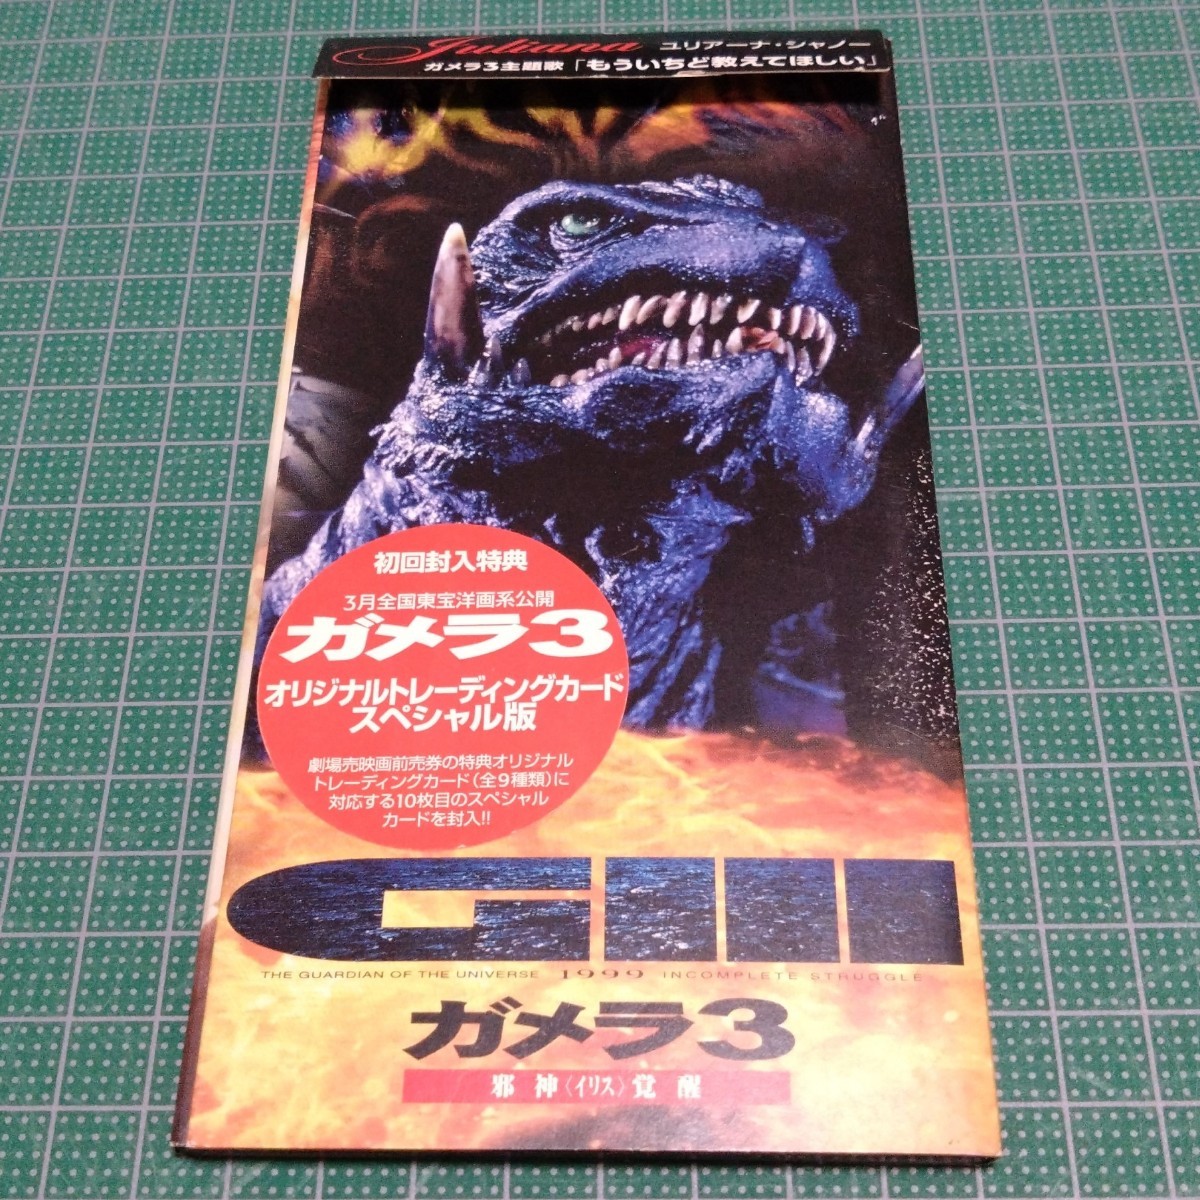 Juliana ユリアーナ・シャノー
ガメラ3主題歌「もういちど教えてほしい」
初回封入特典
3月全国東宝洋画系公開
ガメラ3
オリジナルトレーディングカード
スペシャル版
劇場売映画前売券の特典オリジナル
トレーディングカード(全9種類)に
対応する10枚目のスペシャル
カードを封入!!
GIII
THE GUARDIAN OF THE UNIVERSE 1999 INCOMPLETE STRUGGLE
ガメラ3
邪神〈イリス〉覚醒